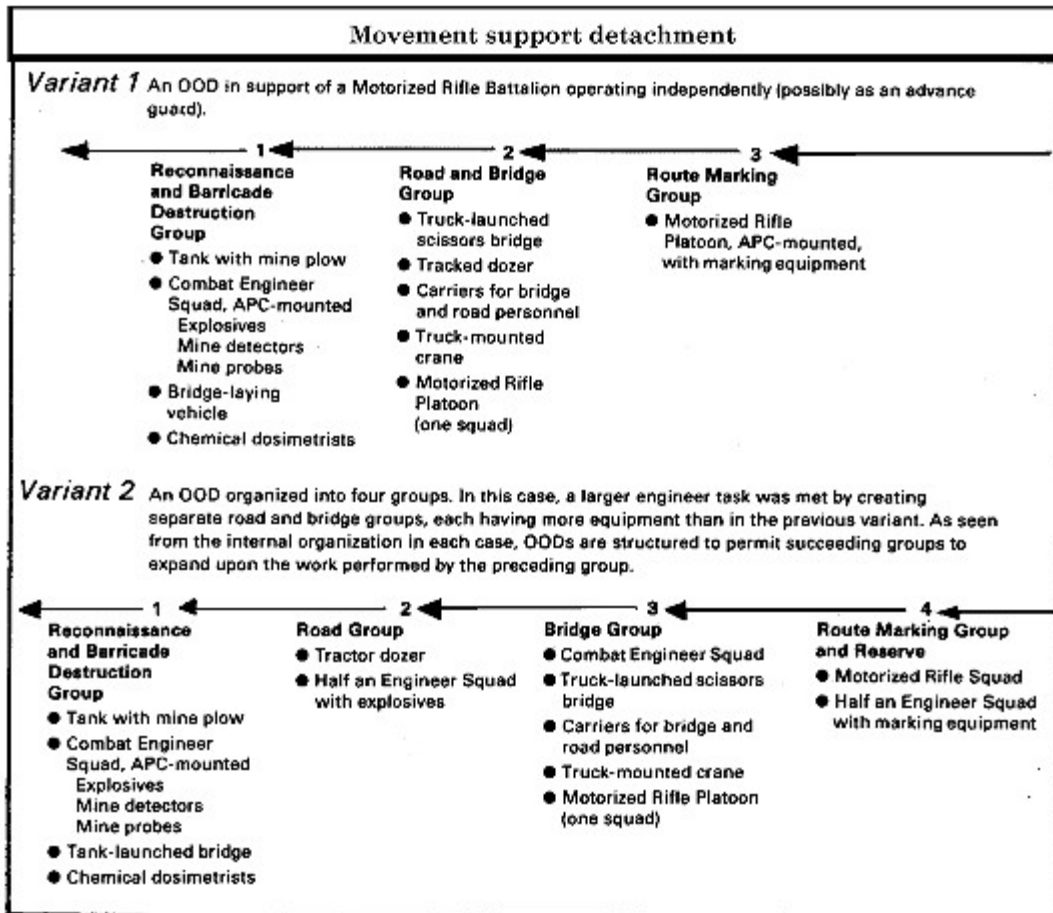 Movement support detachment
Variant 1 An OOD in support of a Motorized Rifle Battalion operating independently (possibly as an advance
guard).
1
Reconnaissance
and Barricade
Destruction
Group
● Tank with mine plow
● Combat Engineer
Squad, APC-mounted
Explosives
Mine detectors
Mine probes
● Bridge-laying
vehicle
● Chemical dosimetrists
2
Road and Bridge
Group
● Truck-launched
scissors bridge
● Tracked dozer
● Carriers for bridge
and road personnel
● Truck-mounted
crane
● Motorized Rifle
Platoon
(one squad)
3
Route Marking
Group
● Motorized Rifle
Platoon, APC-mounted,
with marking equipment
Variant 2 An OOD organized into four groups. In this case, a larger engineer task was met by creating
separate road and bridge groups, each having more equipment than in the previous variant. As seen
from the internal organization in each case, OODs are structured to permit succeeding groups to
expand upon the work performed by the preceding group.
1
Reconnaissance
and Barricade
Destruction
Group
● Tank with mine plow
● Combat Engineer
Squad, APC-mounted
Explosives
Mine detectors
Mine probes
● Tank-launched bridge
● Chemical dosimetrists
2
Road Group
● Tractor dozer
● Half an Engineer Squad
with explosives
3
Bridge Group
● Combat Engineer Squad
● Truck-launched scissors
bridge
● Carriers for bridge and
road personnel
● Truck-mounted crane
● Motorized Rifle Platoon
(one squad)
4
Route Marking Group
and Reserve
● Motorized Rifle Squad
● Half an Engineer Squad
with marking equipment